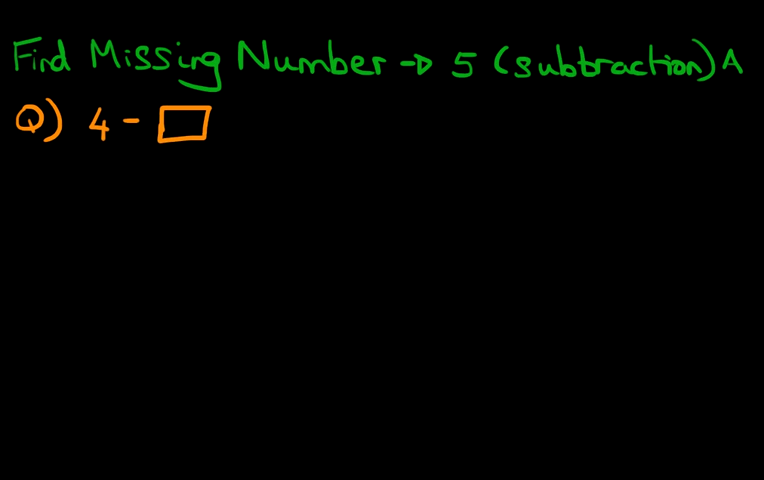 Find Missing Number → 5 (subtraction) A
Q) 4 - □